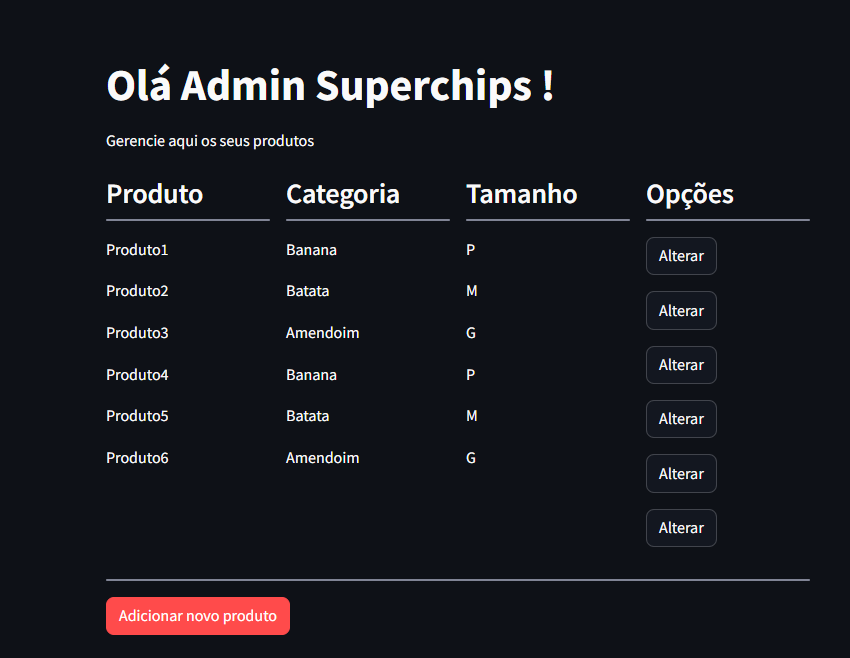 Olá Admin Superchips !
Gerencie aqui os seus produtos
Produto Categoria Tamanho Opções
Produto1 Banana P Alterar
Produto2 Batata M Alterar
Produto3 Amendoim G Alterar
Produto4 Banana P Alterar
Produto5 Batata M Alterar
Produto6 Amendoim G Alterar
Adicionar novo produto